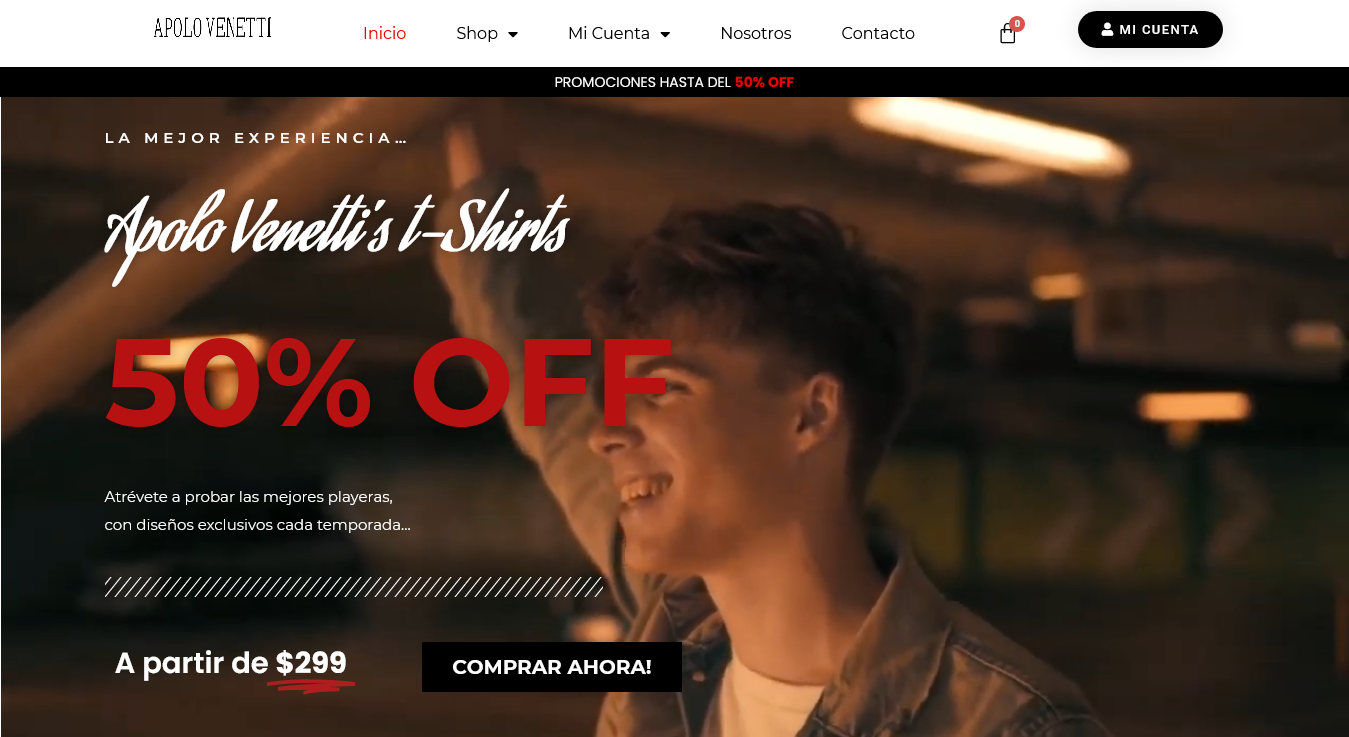 APOLO VENETTI
Inicio
Shop
Mi Cuenta
Nosotros
Contacto
0
MI CUENTA
PROMOCIONES HASTA DEL 50% OFF
LA MEJOR EXPERIENCIA…
Apolo Venetti's t-Shirts
50% OFF
Atrévete a probar las mejores playeras,
con diseños exclusivos cada temporada...
A partir de $299
COMPRAR AHORA!